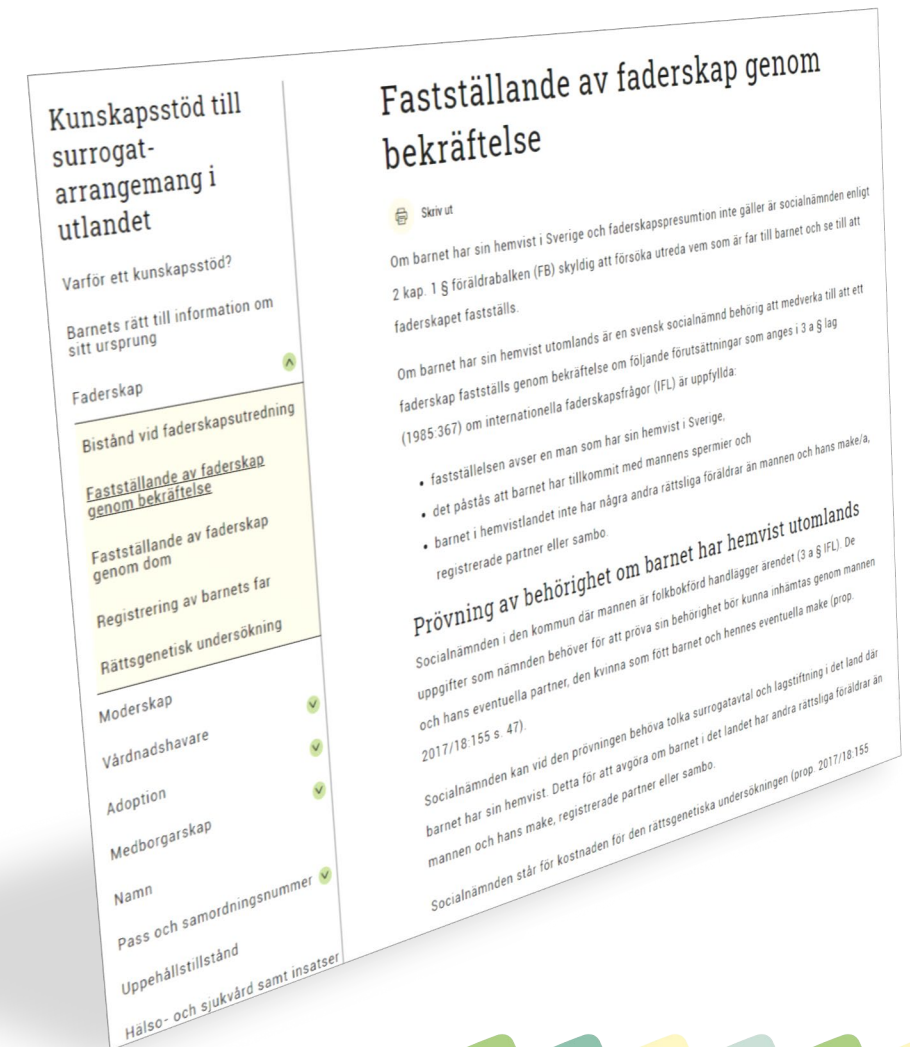 Kunskapsstöd till
surrogat-
arrangemang i
utlandet
Varför ett kunskapsstöd?
Barnets rätt till information om
sitt ursprung
Faderskap
Bistånd vid faderskapsutredning
Fastställande av faderskap
genom bekräftelse
Fastställande av faderskap
genom dom
Registrering av barnets far
Rättsgenetisk undersökning
Moderskap
Vårdnadshavare
Adoption
Medborgarskap
Namn
Pass och samordningsnummer
Uppehållstillstånd
Hälso- och sjukvård samt insatser
Fastställande av faderskap genom
bekräftelse
Skriv ut
Om barnet har sin hemvist i Sverige och faderskapspresumtion inte gäller är socialnämnden enligt
2 kap. 1 § föräldrabalken (FB) skyldig att försöka utreda vem som är far till barnet och se till att
faderskapet fastställs.
Om barnet har sin hemvist utomlands är en svensk socialnämnd behörig att medverka till att ett
faderskap fastställs genom bekräftelse om följande förutsättningar som anges i 3 a § lag
(1985:367) om internationella faderskapsfrågor (IFL) är uppfyllda:
• fastställelsen avser en man som har sin hemvist i Sverige,
• det påstås att barnet har tillkommit med mannens spermier och
• barnet i hemvistlandet inte har några andra rättsliga föräldrar än mannen och hans make/a,
registrerade partner eller sambo.
Prövning av behörighet om barnet har hemvist utomlands
Socialnämnden i den kommun där mannen är folkbokförd handlägger ärendet (3 a § IFL). De
uppgifter som nämnden behöver för att pröva sin behörighet bör kunna inhämtas genom mannen
och hans eventuella partner, den kvinna som fött barnet och hennes eventuella make (prop.
2017/18:155 s. 47).
Socialnämnden kan vid den prövningen behöva tolka surrogatavtal och lagstiftning i det land där
barnet har sin hemvist. Detta för att avgöra om barnet i det landet har andra rättsliga föräldrar än
mannen och hans make, registrerade partner eller sambo.
Socialnämnden står för kostnaden för den rättsgenetiska undersökningen (prop. 2017/18:155